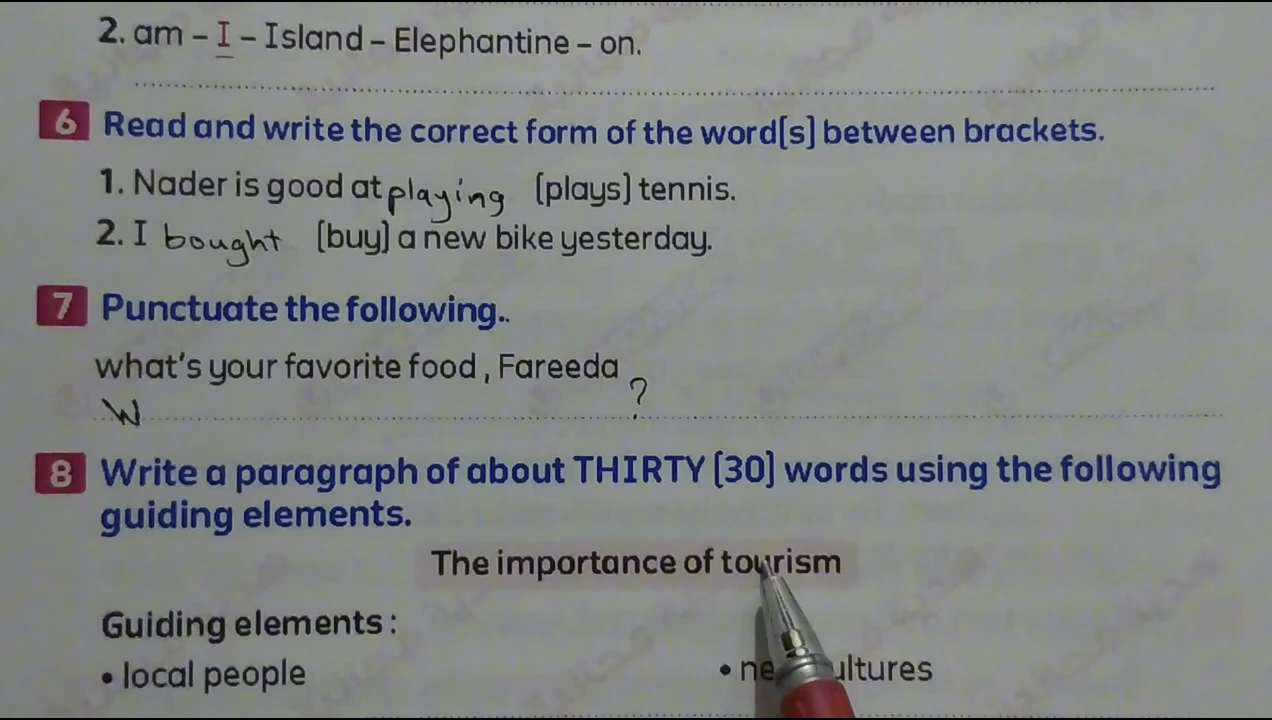 2. am – I – Island – Elephantine – on.
6 Read and write the correct form of the word[s] between brackets.
1. Nader is good at playing [plays] tennis.
2. I bought [buy] a new bike yesterday.
7 Punctuate the following..
what's your favorite food , Fareeda
W ?
8 Write a paragraph of about THIRTY [30] words using the following
guiding elements.
The importance of tourism
Guiding elements :
• local people
•